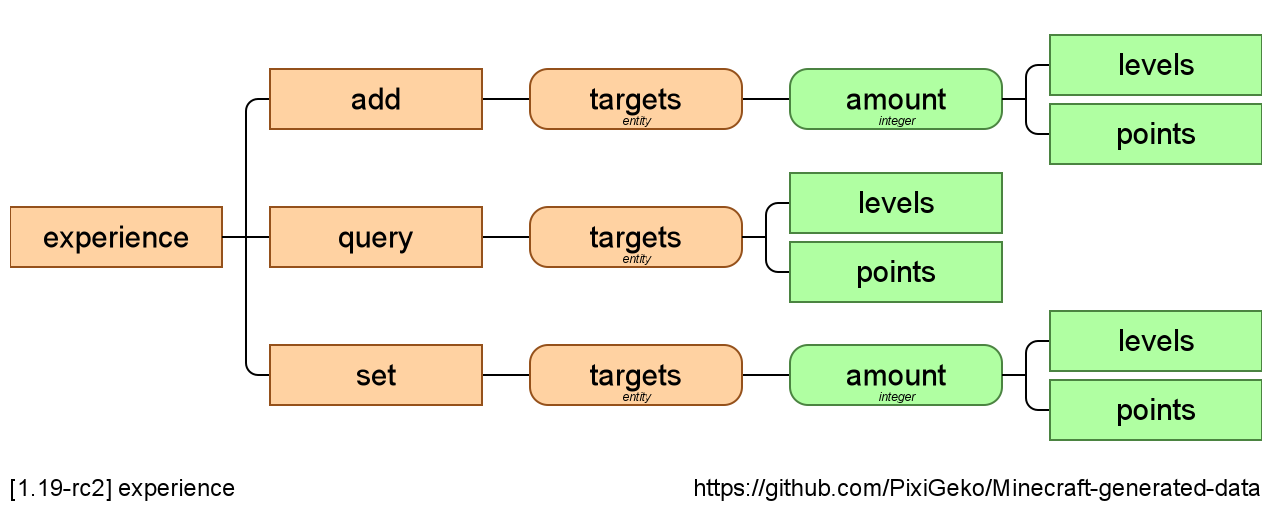 levels
add
targets
entity
amount
integer
points
levels
experience
query
targets
entity
points
levels
set
targets
entity
amount
integer
points
[1.19-rc2] experience
https://github.com/PixiGeko/Minecraft-generated-data